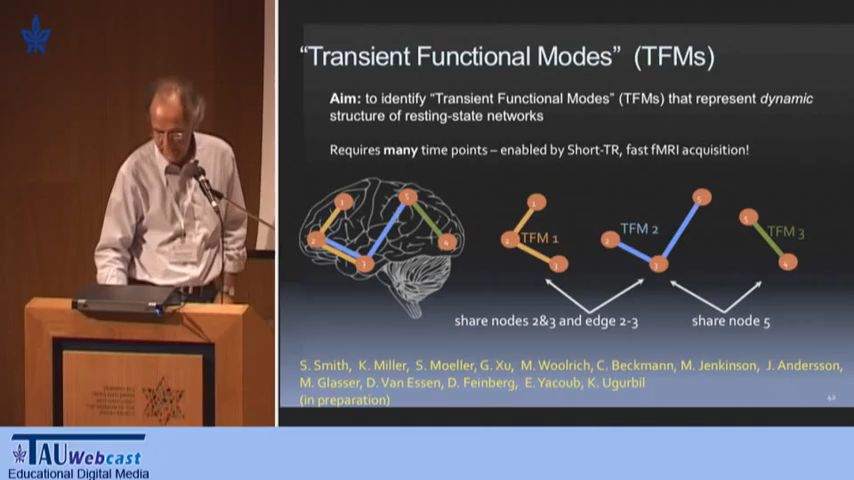 "Transient Functional Modes" (TFMs)
Aim: to identify "Transient Functional Modes" (TFMs) that represent dynamic
structure of resting-state networks
Requires many time points – enabled by Short-TR, fast fMRI acquisition!
1
2
3
5
4
1
2
TFM 1
3
2
TFM 2
5
3
5
TFM 3
4
share nodes 2&3 and edge 2-3
share node 5
S. Smith, K. Miller, S. Moeller, G. Xu, M. Woolrich, C. Beckmann, M. Jenkinson, J. Andersson,
M. Glasser, D. Van Essen, D. Feinberg, E. Yacoub, K. Ugurbil
(in preparation)
TAU Webcast
Educational Digital Media